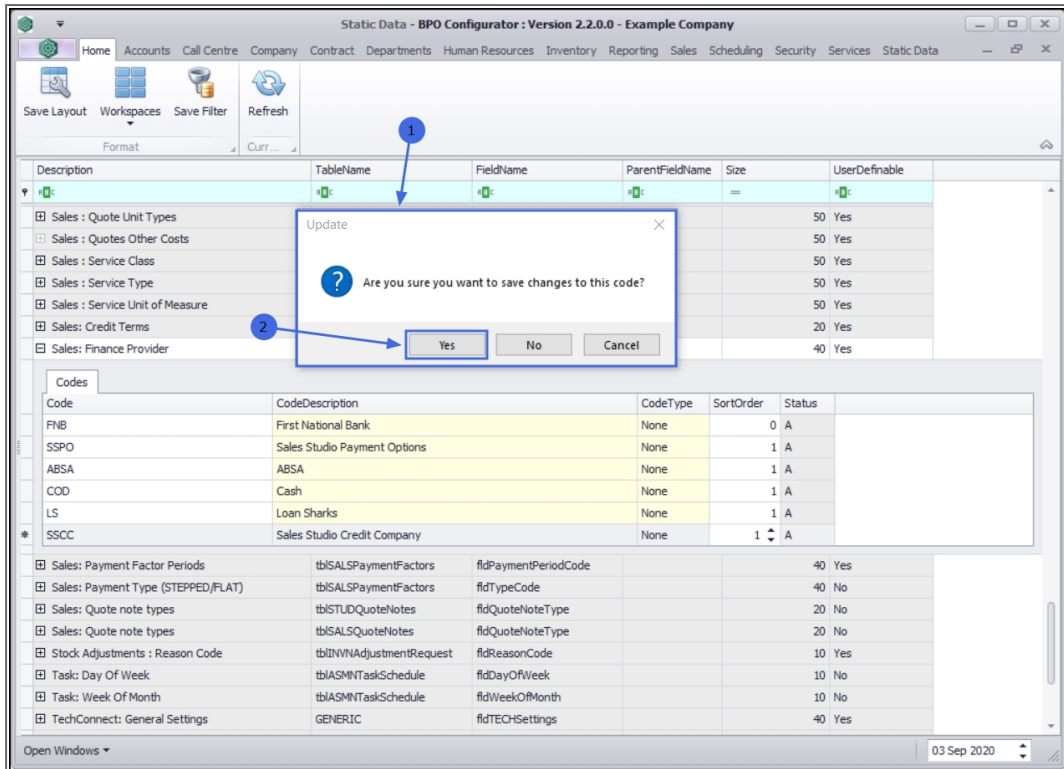 Static Data - BPO Configurator : Version 2.2.0.0 - Example Company
Home Accounts Call Centre Company Contract Departments Human Resources Inventory Reporting Sales Scheduling Security Services Static Data
Save Layout Workspaces Save Filter Refresh
Format Curr...
1
Description TableName FieldName ParentFieldName Size UserDefinable
Sales : Quote Unit Types 50 Yes
Sales : Quotes Other Costs 50 Yes
Sales : Service Class 50 Yes
Sales : Service Type 50 Yes
Sales : Service Unit of Measure 50 Yes
Sales: Credit Terms 20 Yes
Sales: Finance Provider 40 Yes
Update
Are you sure you want to save changes to this code?
2
Yes No Cancel
Codes
Code CodeDescription CodeType SortOrder Status
FNB First National Bank None 0 A
SSPO Sales Studio Payment Options None 1 A
ABSA ABSA None 1 A
COD Cash None 1 A
LS Loan Sharks None 1 A
SSCC Sales Studio Credit Company None 1 A
Sales: Payment Factor Periods tblSALSPaymentFactors fldPaymentPeriodCode 40 Yes
Sales: Payment Type (STEPPED/FLAT) tblSALSPaymentFactors fldTypeCode 40 No
Sales: Quote note types tblSTUDQuoteNotes fldQuoteNoteType 20 No
Sales: Quote note types tblSALSQuoteNotes fldQuoteNoteType 20 No
Stock Adjustments : Reason Code tblINVNAdjustmentRequest fldReasonCode 10 Yes
Task: Day Of Week tblASMNTaskSchedule fldDayOfWeek 10 No
Task: Week Of Month tblASMNTaskSchedule fldWeekOfMonth 10 No
TechConnect: General Settings GENERIC fldTECHSettings 40 Yes
Open Windows 03 Sep 2020